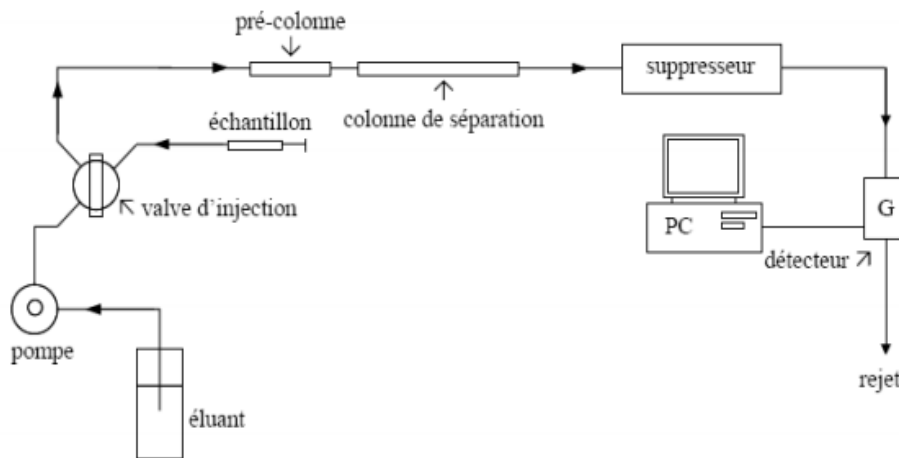 pré-colonne
suppresseur
échantillon
colonne de séparation
valve d'injection
PC
G
détecteur
pompe
rejet
éluant